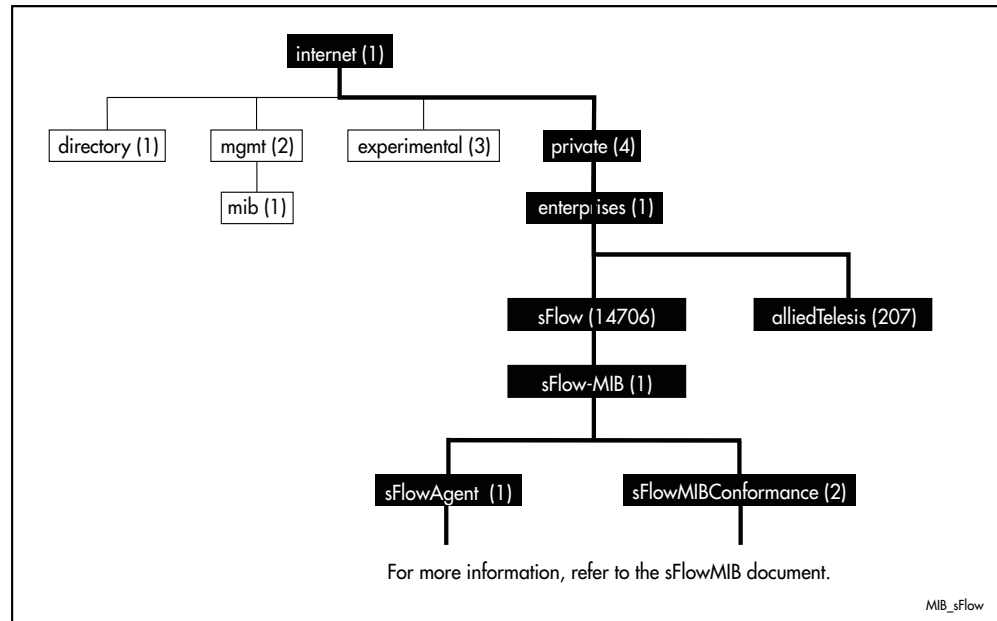 internet (1)
directory (1)
mgmt (2)
experimental (3)
private (4)
mib (1)
enterprises (1)
sFlow (14706)
alliedTelesis (207)
sFlow-MIB (1)
sFlowAgent (1)
sFlowMIBConformance (2)
For more information, refer to the sFlowMIB document.
MIB_sFlow